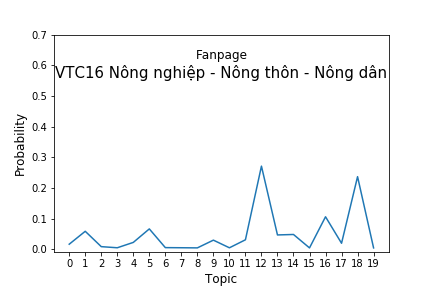 Fanpage
VTC16 Nông nghiệp - Nông thôn - Nông dân
0.7
0.6
0.5
0.4
0.3
0.2
0.1
0.0
Probability
0 1 2 3 4 5 6 7 8 9 10 11 12 13 14 15 16 17 18 19
Topic